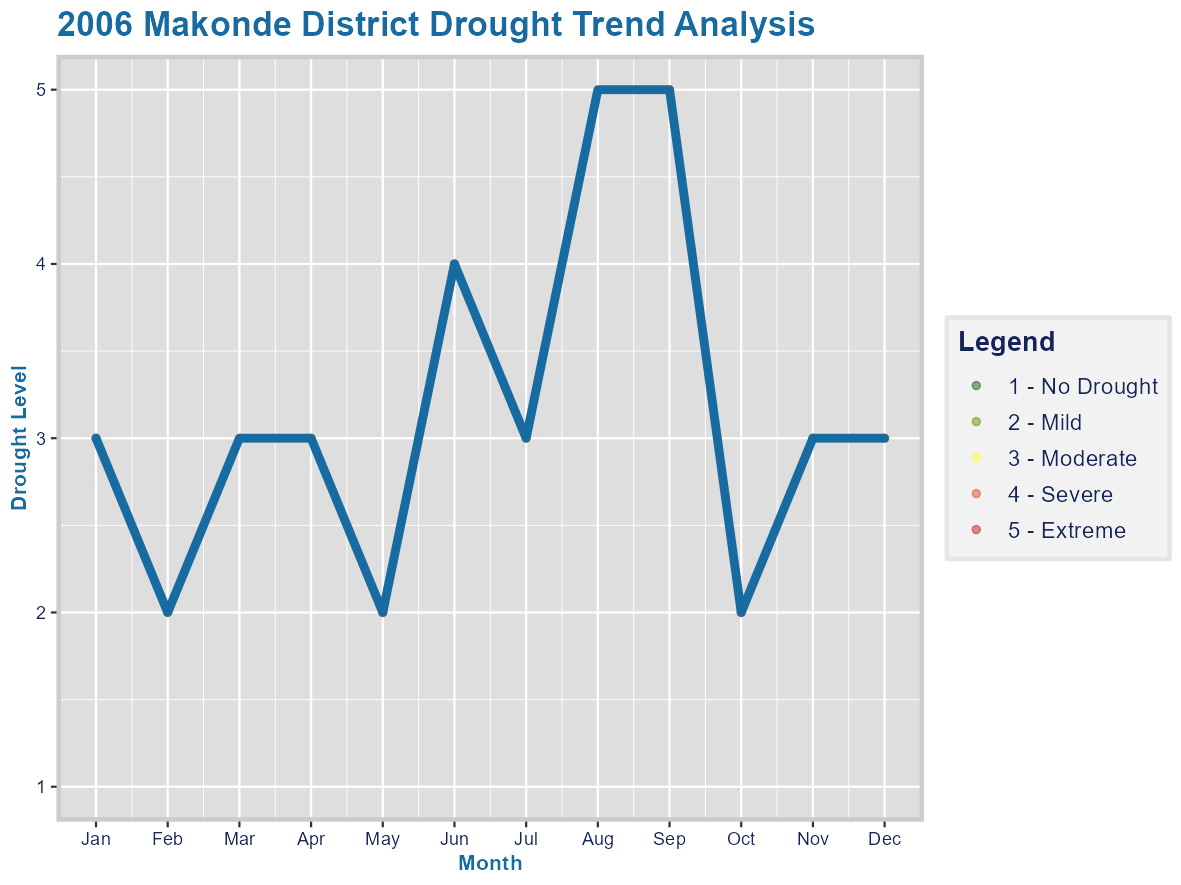 2006 Makonde District Drought Trend Analysis
5
4
3
2
1
Drought Level
Jan Feb Mar Apr May Jun Jul Aug Sep Oct Nov Dec
Month
Legend
1 - No Drought
2 - Mild
3 - Moderate
4 - Severe
5 - Extreme